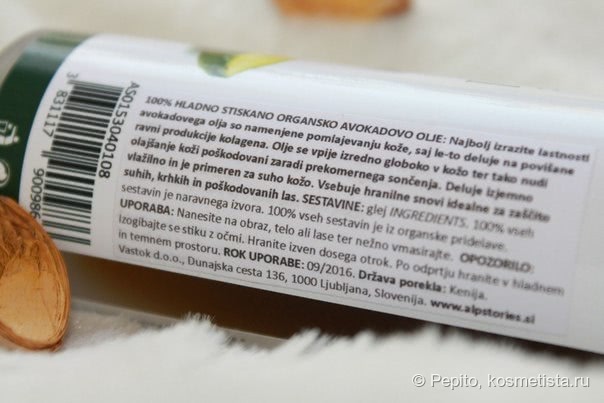 100% HLADNO STISKANO ORGANSKO AVOKADOVO OLJE: Najbolj izrazite lastnosti
avokadovega olja so namenjene pomlajevanju kože, saj le-to deluje na povišane
ravni produkcije kolagena. Olje se vpije izredno globoko v kožo ter tako nudi
olajšanje koži poškodovani zaradi prekomernega sončenja. Deluje izjemno
vlažilno in je primeren za suho kožo. Vsebuje hranilne snovi idealne za zaščito
suhih, krhkih in poškodovanih las. SESTAVINE: glej INGREDIENTS, 100% vseh
sestavin je naravnega izvora. 100% vseh sestavin je iz organske pridelave.
UPORABA: Nanesite na obraz, telo ali lase ter nežno vmasirajte. OPOZORILO:
Izogibajte se stiku z očmi. Hranite izven dosega otrok. Po odprtju hranite v hladnem
in temnem prostoru. ROK UPORABE: 09/2016. Država porekla: Kenija.
Vastok d.o.o., Dunajska cesta 136, 1000 Ljubljana, Slovenija. www.alpstories.si
AS0153040108
3 831117 900986
© Pepito, kosmetista.ru